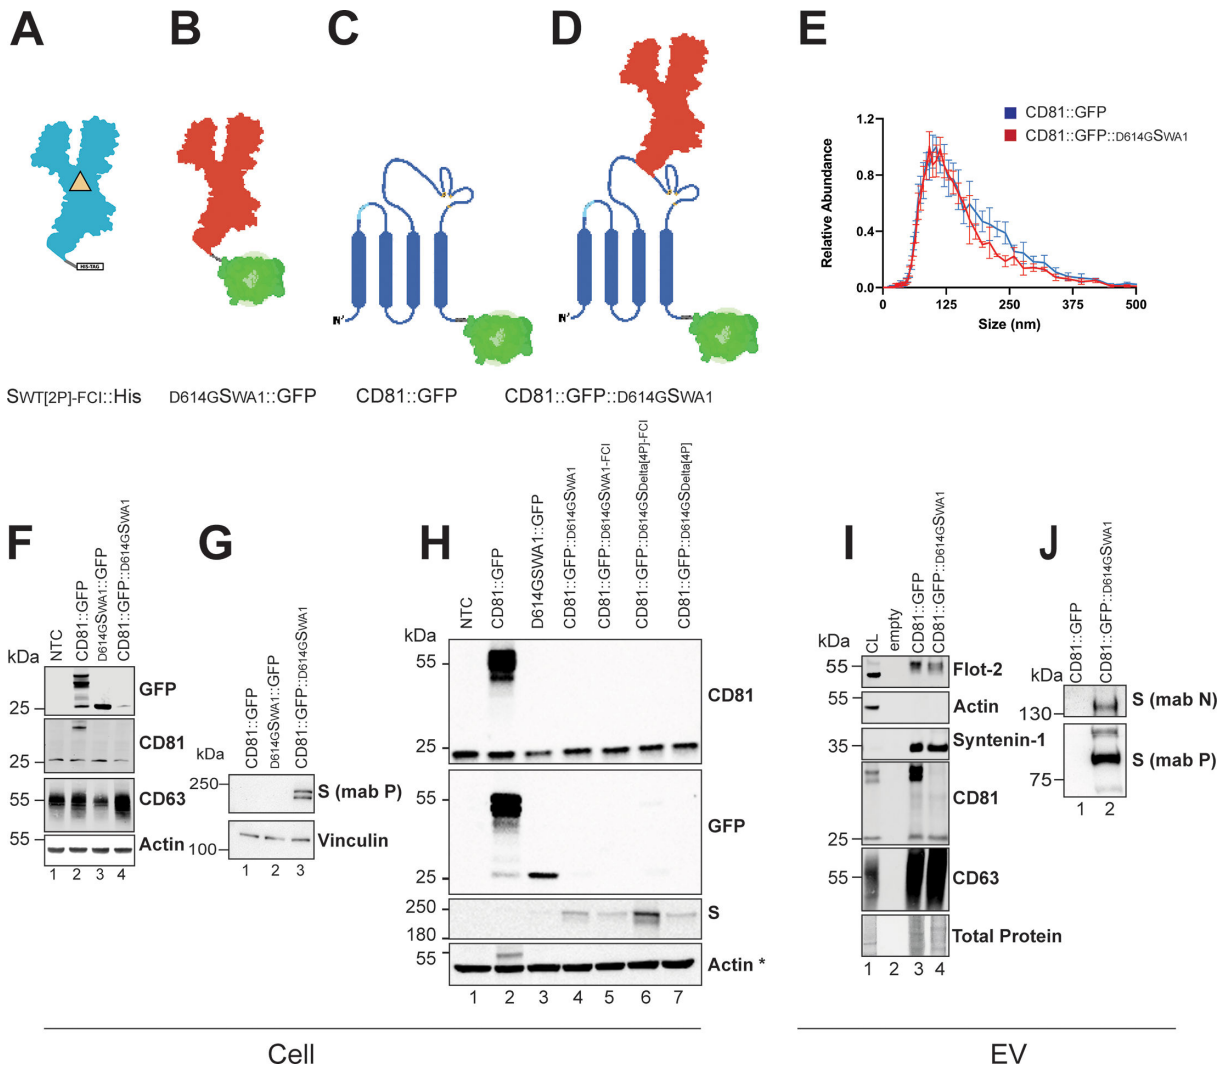 A
B
C
D
E
HIS-TAG
N'
N'
SWT[2P]-FCI::His
D614GSWA1::GFP
CD81::GFP
CD81::GFP::D614GSWA1
CD81::GFP
CD81::GFP::D614GSWA1
Relative Abundance
1.2
0.8
0.4
0.0
0
125
250
375
500
Size (nm)
F
kDa
NTC
CD81::GFP
D614GSWA1::GFP
CD81::GFP::D614GSWA1
25
GFP
25
CD81
55
CD63
55
Actin
1 2 3 4
G
kDa
CD81::GFP
D614GSWA1::GFP
CD81::GFP::D614GSWA1
250
S (mab P)
100
Vinculin
1 2 3
H
kDa
NTC
CD81::GFP
D614GSWA1::GFP
CD81::GFP::D614GSWA1
CD81::GFP::D614GSWA1-FCI
CD81::GFP::D614GSDelta[4P]-FCI
CD81::GFP::D614GSDelta[4P]
55
CD81
25
55
GFP
25
250
S
180
55
Actin *
1 2 3 4 5 6 7
I
kDa
CL
empty
CD81::GFP
CD81::GFP::D614GSWA1
55
Flot-2
55
Actin
35
Syntenin-1
CD81
25
55
CD63
Total Protein
1 2 3 4
J
kDa
CD81::GFP
CD81::GFP::D614GSWA1
130
S (mab N)
75
S (mab P)
1 2
Cell
EV